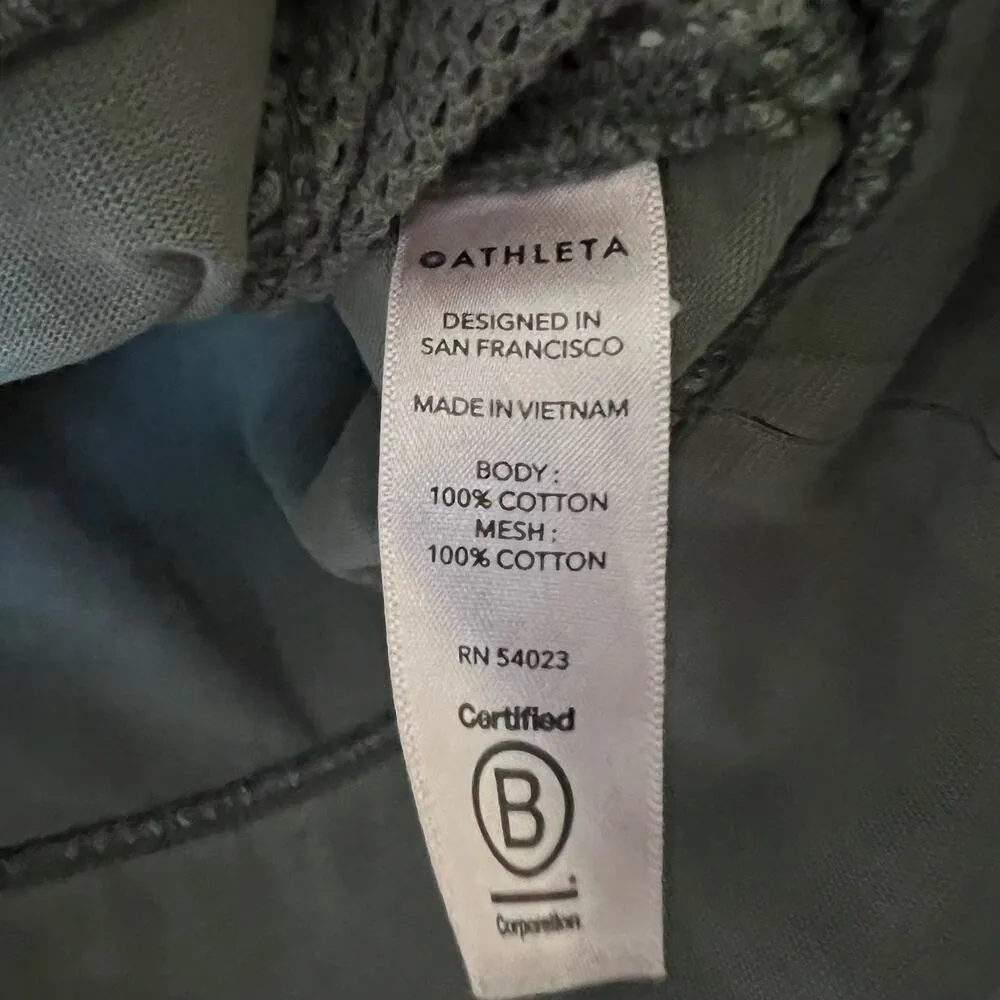 ATHLETA
DESIGNED IN
SAN FRANCISCO
MADE IN VIETNAM
BODY :
100% COTTON
MESH :
100% COTTON
RN 54023
Certified
B
Corporation